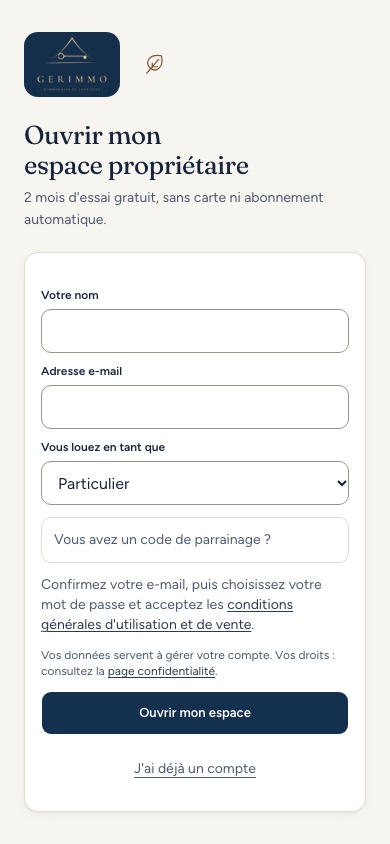 GERIMMO
Ouvrir mon
espace propriétaire
2 mois d'essai gratuit, sans carte ni abonnement
automatique.
Votre nom
Adresse e-mail
Vous louez en tant que
Particulier
Vous avez un code de parrainage ?
Confirmez votre e-mail, puis choisissez votre
mot de passe et acceptez les conditions
générales d'utilisation et de vente.
Vos données servent à gérer votre compte. Vos droits :
consultez la page confidentialité.
Ouvrir mon espace
J'ai déjà un compte